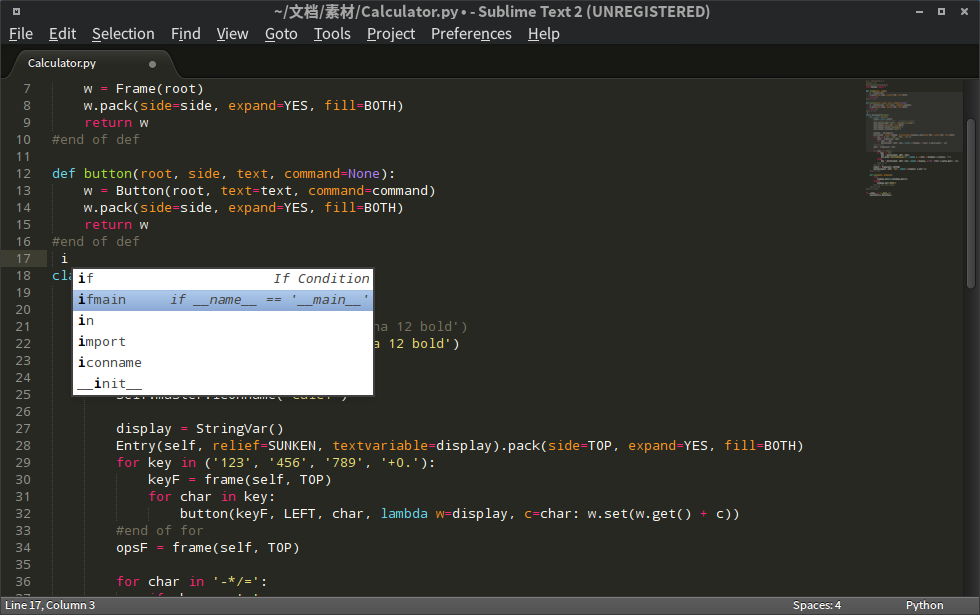 ~/文档/素材/Calculator.py • - Sublime Text 2 (UNREGISTERED)
File Edit Selection Find View Goto Tools Project Preferences Help
Calculator.py
7 w = Frame(root)
8 w.pack(side=side, expand=YES, fill=BOTH)
9 return w
10 #end of def
11
12 def button(root, side, text, command=None):
13 w = Button(root, text=text, command=command)
14 w.pack(side=side, expand=YES, fill=BOTH)
15 return w
16 #end of def
17 i
18 cla
if If Condition
19
ifmain if __name__ == '__main__'
20
in
21 na 12 bold')
import
22 a 12 bold')
23
iconname
24
__init__
25
26
27 display = StringVar()
28 Entry(self, relief=SUNKEN, textvariable=display).pack(side=TOP, expand=YES, fill=BOTH)
29 for key in ('123', '456', '789', '+0.'):
30 keyF = frame(self, TOP)
31 for char in key:
32 button(keyF, LEFT, char, lambda w=display, c=char: w.set(w.get() + c))
33 #end of for
34 opsF = frame(self, TOP)
35
36 for char in '-*/=':
Line 17, Column 3 Spaces: 4 Python